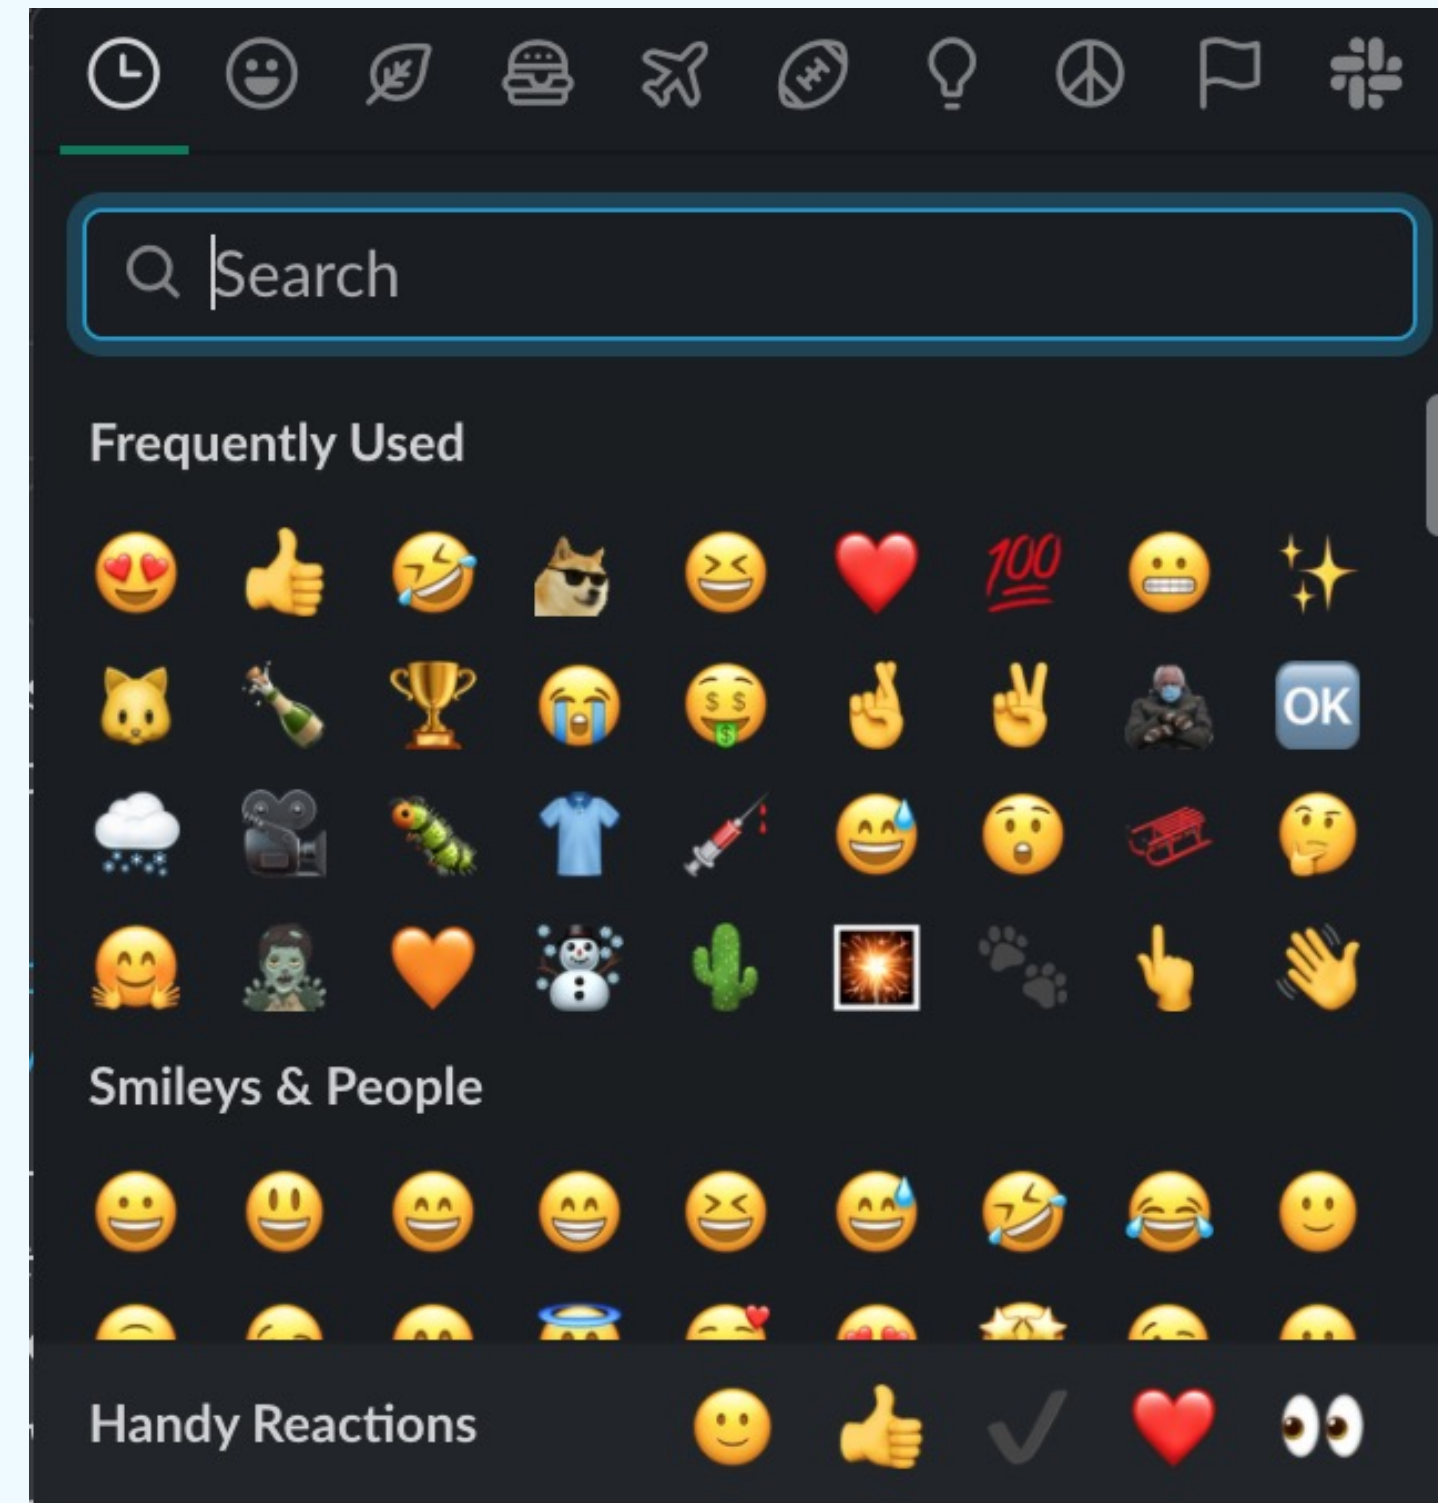 Search
Frequently Used
100
OK
Smileys & People
Handy Reactions